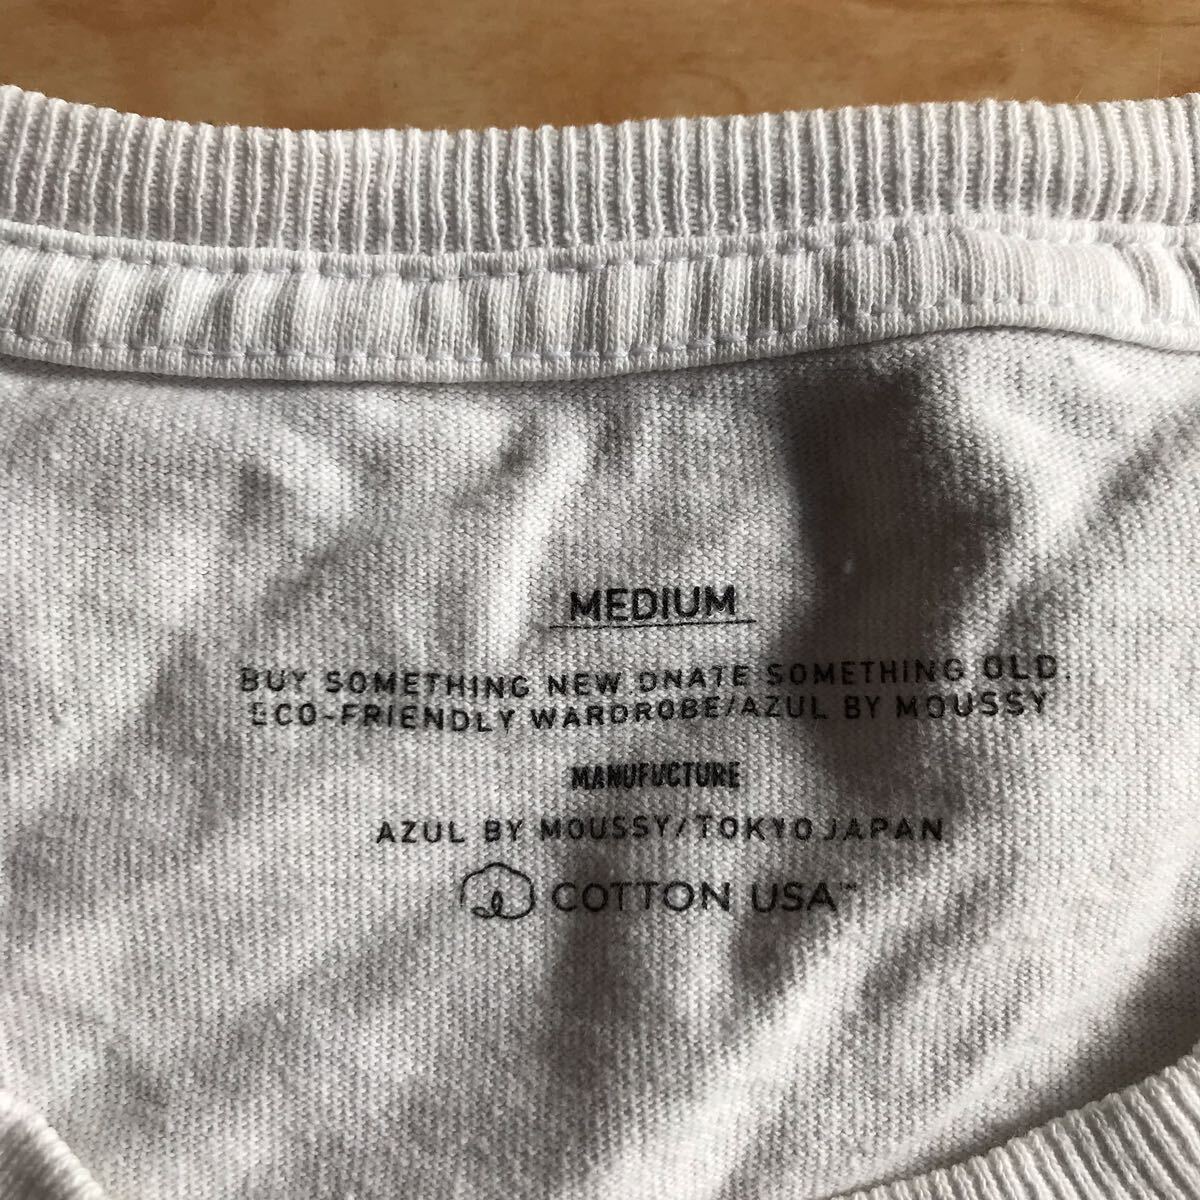 MEDIUM
BUY SOMETHING NEW DNATE SOMETHING OLD...
ECO-FRIENDLY WARDROBE/AZUL BY MOUSSY
MANUFUCTURE
AZUL BY MOUSSY/TOKYO JAPAN
COTTON USA™